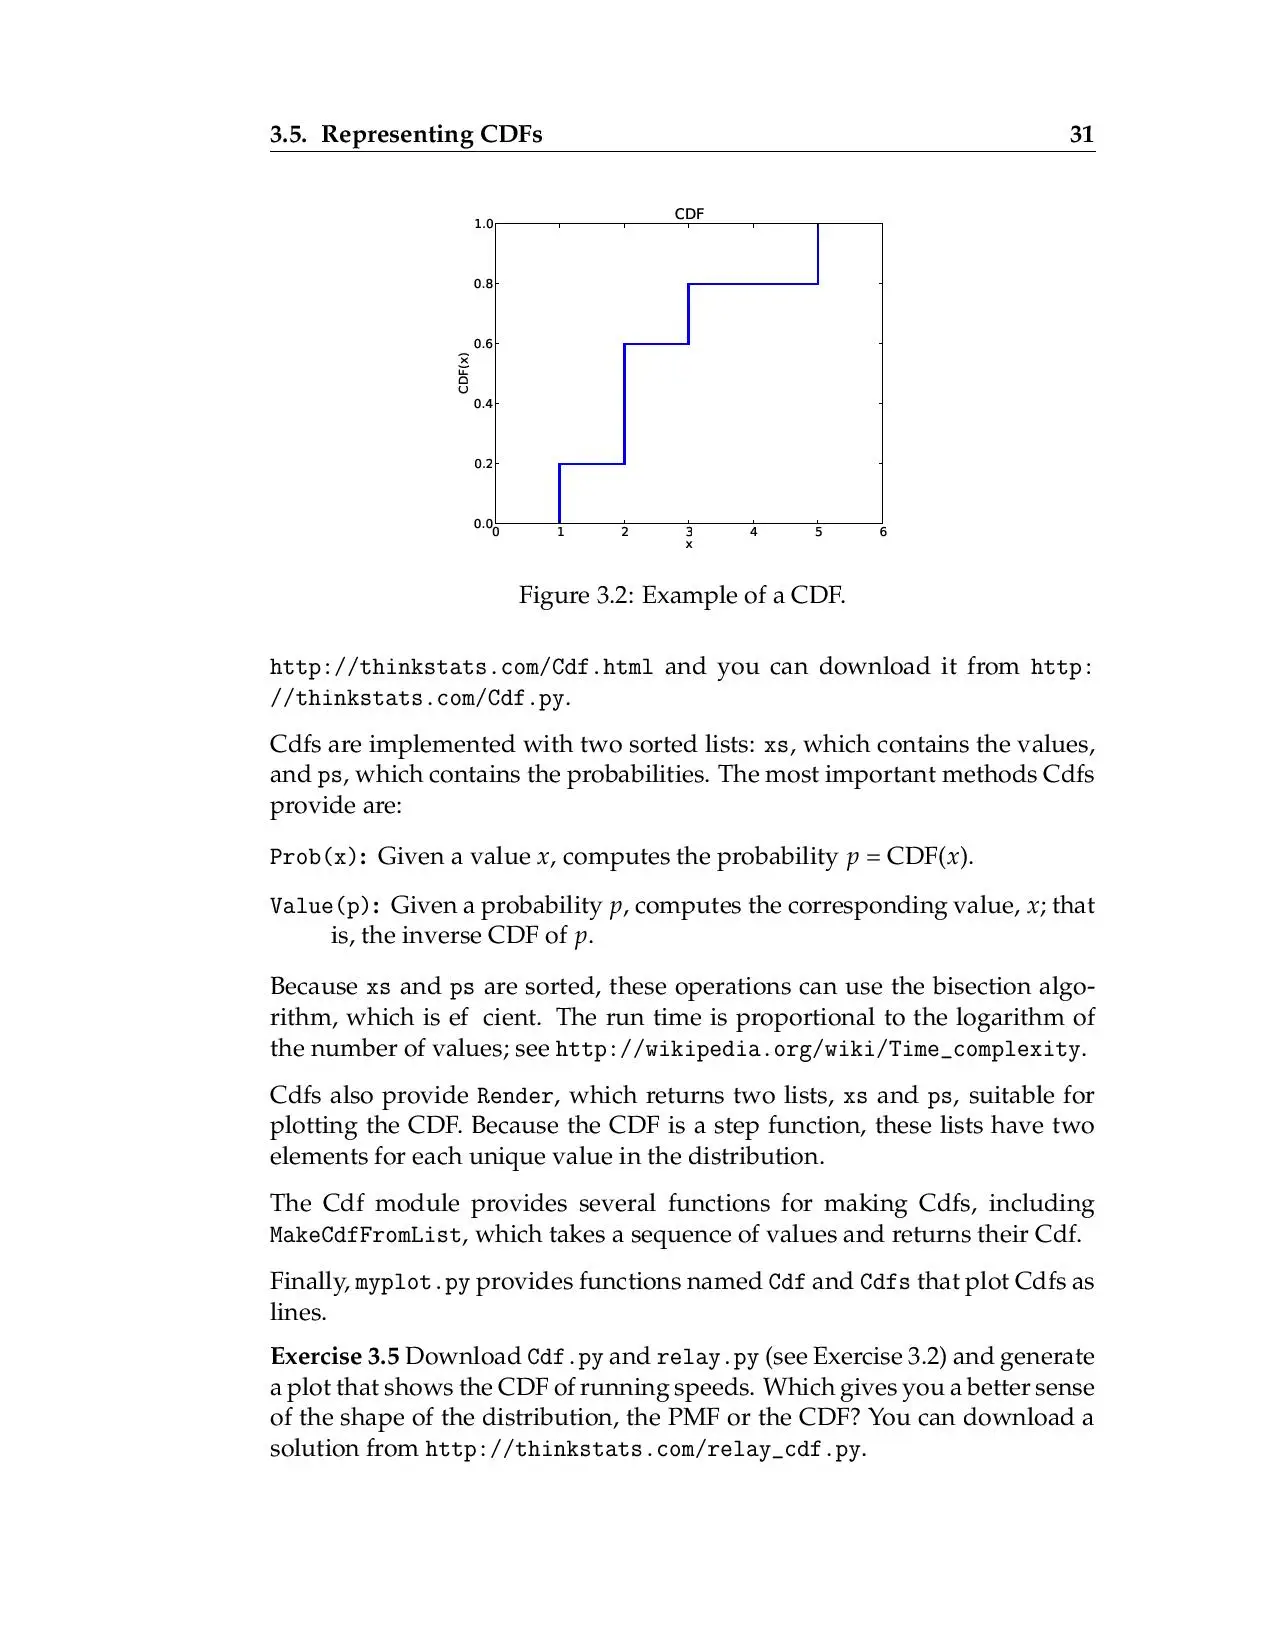 3.5. Representing CDFs 31
CDF
1.0
0.8
0.6
CDF(x)
0.4
0.2
0.0
0 1 2 3 4 5 6
x
Figure 3.2: Example of a CDF.
http://thinkstats.com/Cdf.html and you can download it from http:
//thinkstats.com/Cdf.py.
Cdfs are implemented with two sorted lists: xs, which contains the values,
and ps, which contains the probabilities. The most important methods Cdfs
provide are:
Prob(x): Given a value x, computes the probability p = CDF(x).
Value(p): Given a probability p, computes the corresponding value, x; that
is, the inverse CDF of p.
Because xs and ps are sorted, these operations can use the bisection algo-
rithm, which is ef cient. The run time is proportional to the logarithm of
the number of values; see http://wikipedia.org/wiki/Time_complexity.
Cdfs also provide Render, which returns two lists, xs and ps, suitable for
plotting the CDF. Because the CDF is a step function, these lists have two
elements for each unique value in the distribution.
The Cdf module provides several functions for making Cdfs, including
MakeCdfFromList, which takes a sequence of values and returns their Cdf.
Finally, myplot.py provides functions named Cdf and Cdfs that plot Cdfs as
lines.
Exercise 3.5 Download Cdf.py and relay.py (see Exercise 3.2) and generate
a plot that shows the CDF of running speeds. Which gives you a better sense
of the shape of the distribution, the PMF or the CDF? You can download a
solution from http://thinkstats.com/relay_cdf.py.